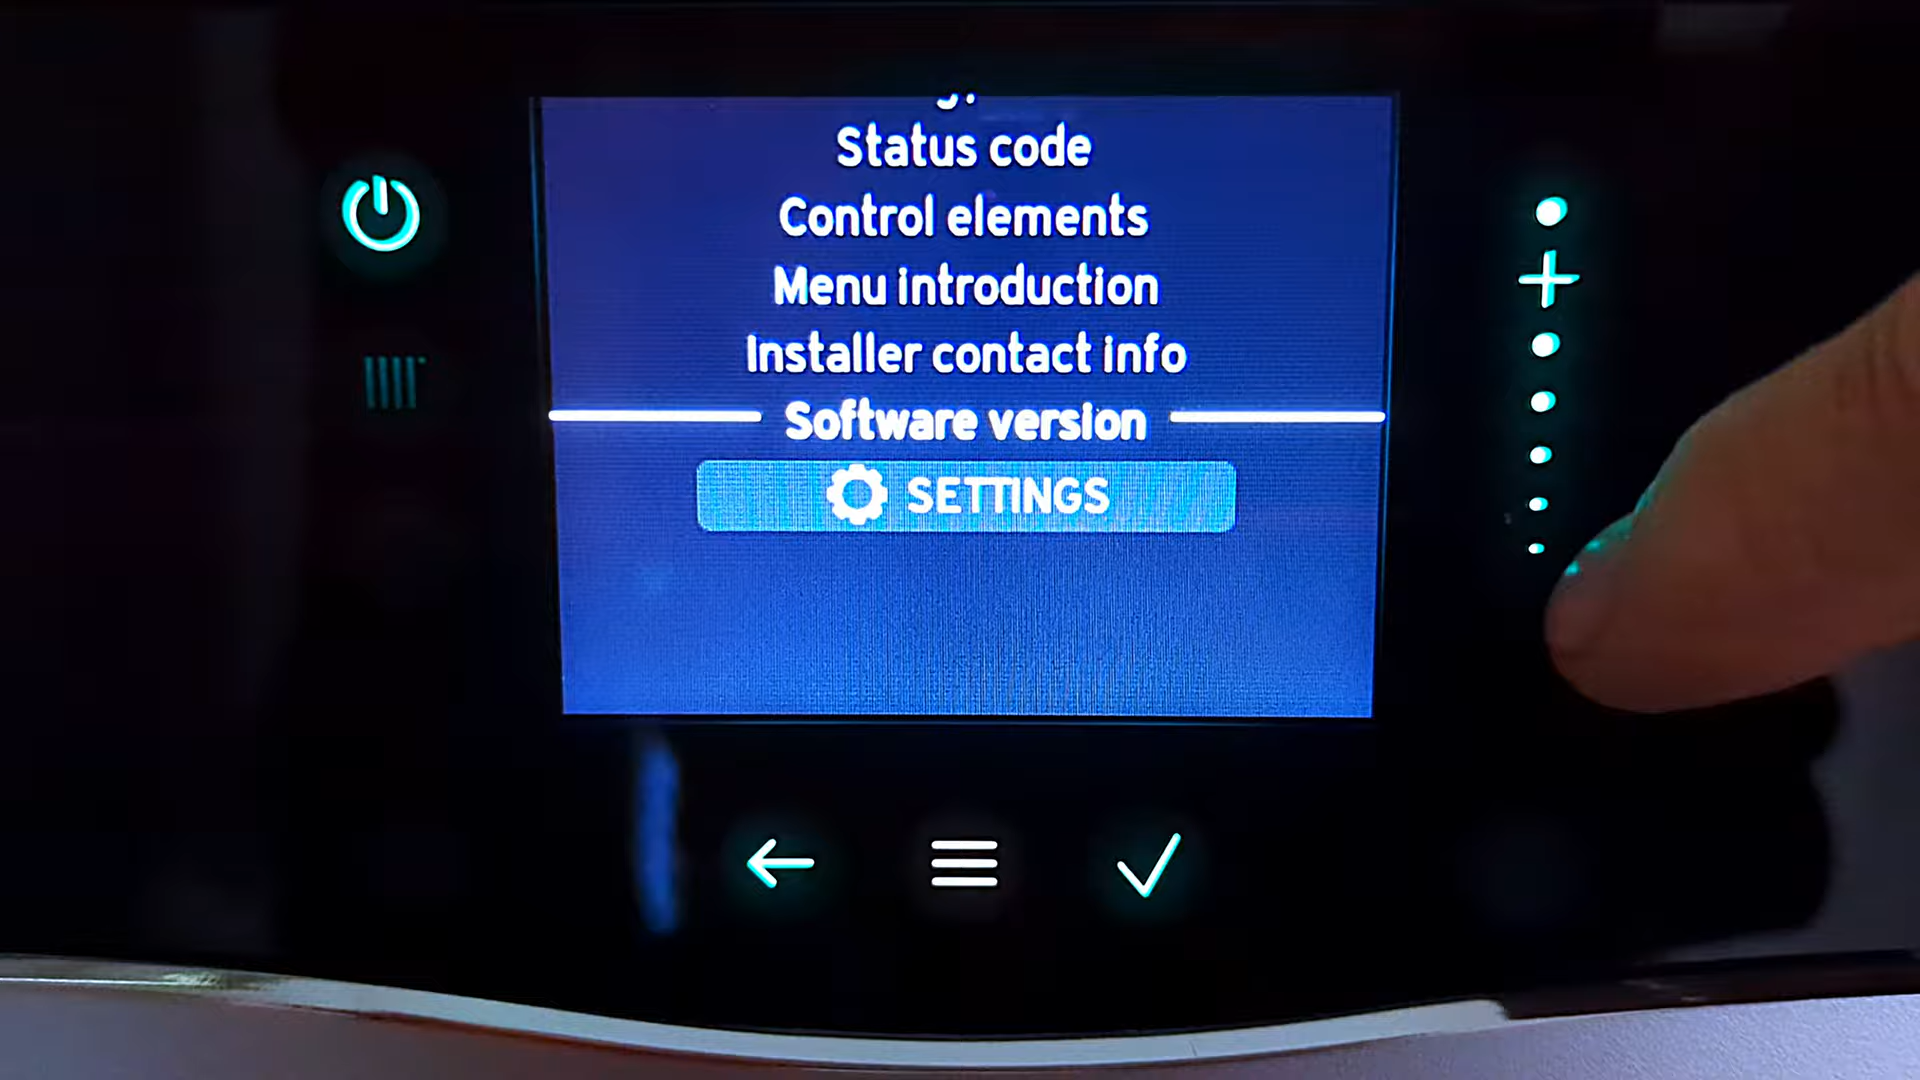 Status code
Control elements
Menu introduction
Installer contact info
Software version
SETTINGS